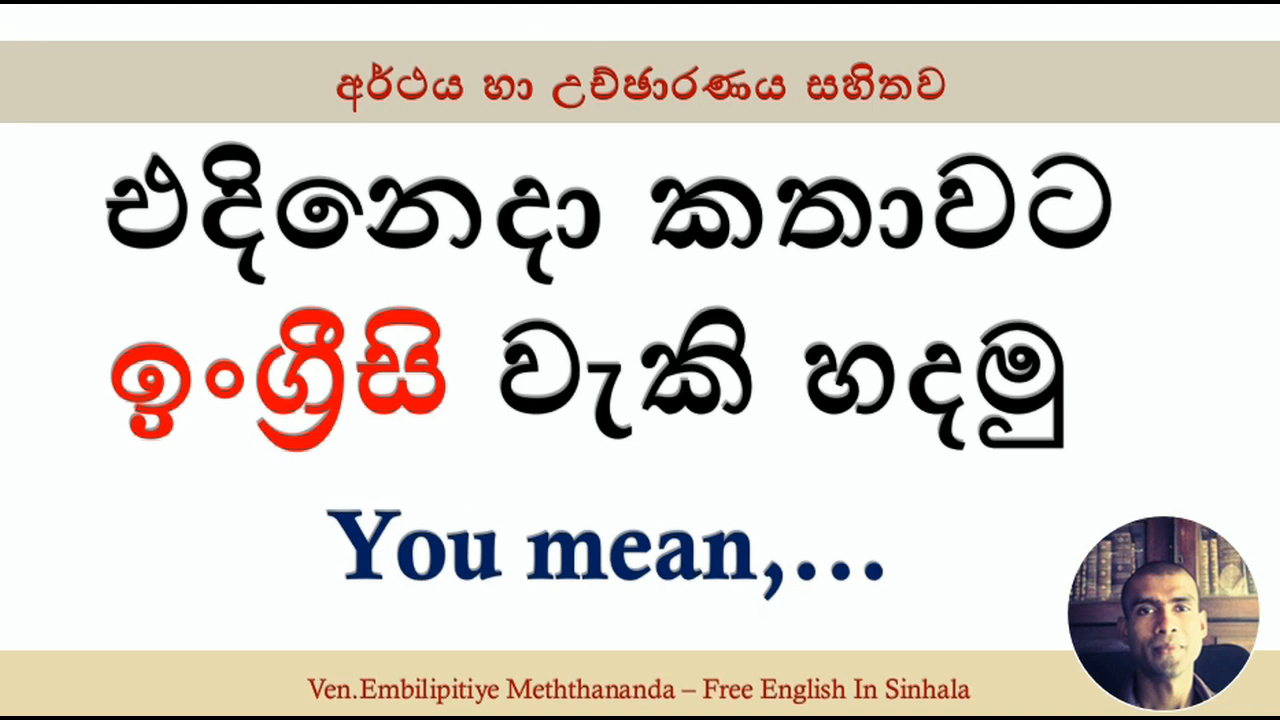 අර්ථය හා උච්ඡාරණය සහිතව
එදිනෙදා කතාවට
ඉංග්‍රීසි වැකි හදමු
You mean,...
Ven.Embilipitiye Meththananda – Free English In Sinhala